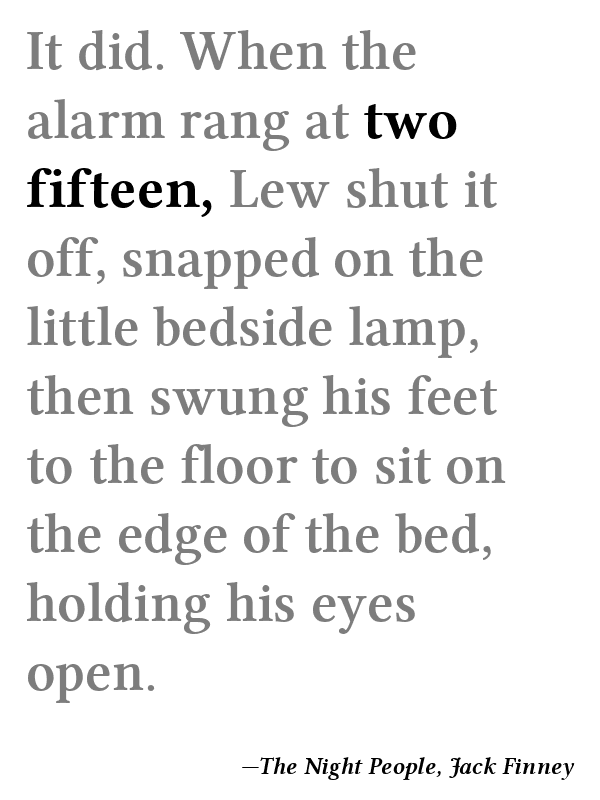 It did. When the
alarm rang at two
fifteen, Lew shut it
off, snapped on the
little bedside lamp,
then swung his feet
to the floor to sit on
the edge of the bed,
holding his eyes
open.
—The Night People, Jack Finney